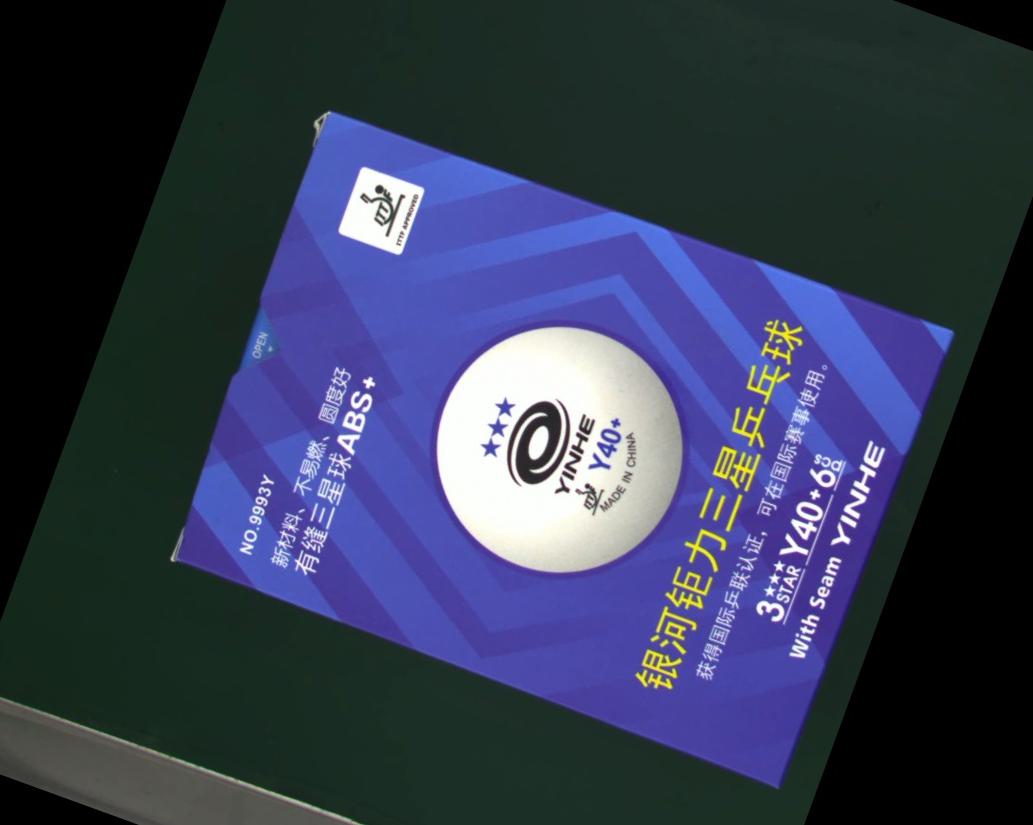 ITTF APPROVED
OPEN
NO.9993Y
新材料、不易燃、圆度好
有缝三星球ABS+
YINHE
Y40+
ITTF
MADE IN CHINA
银河钜力三星乒乓球
获得国际乒联认证，可在国际赛事使用。
3★★★STAR Y40+ 6
With Seam YINHE